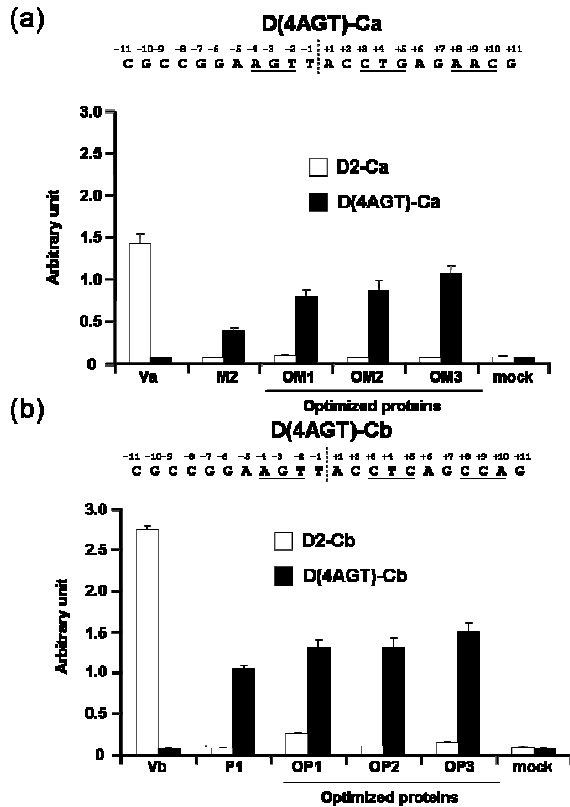 (a)
D(4AGT)-Ca
-11 -10 -9 -8 -7 -6 -5 -4 -3 -2 -1 +1 +2 +3 +4 +5 +6 +7 +8 +9 +10 +11
C G C C G G A A G T T A C C T G A G A A C G
3.0
2.5
2.0
1.5
1.0
0.5
0
Arbitrary unit
D2-Ca
D(4AGT)-Ca
Va M2 OM1 OM2 OM3 mock
Optimized proteins
(b)
D(4AGT)-Cb
-11 -10 -9 -8 -7 -6 -5 -4 -3 -2 -1 +1 +2 +3 +4 +5 +6 +7 +8 +9 +10 +11
C G C C G G A A G T T A C C T C A G C C A G
3.0
2.5
2.0
1.5
1.0
0.5
0
Arbitrary unit
D2-Cb
D(4AGT)-Cb
Vb P1 OP1 OP2 OP3 mock
Optimized proteins